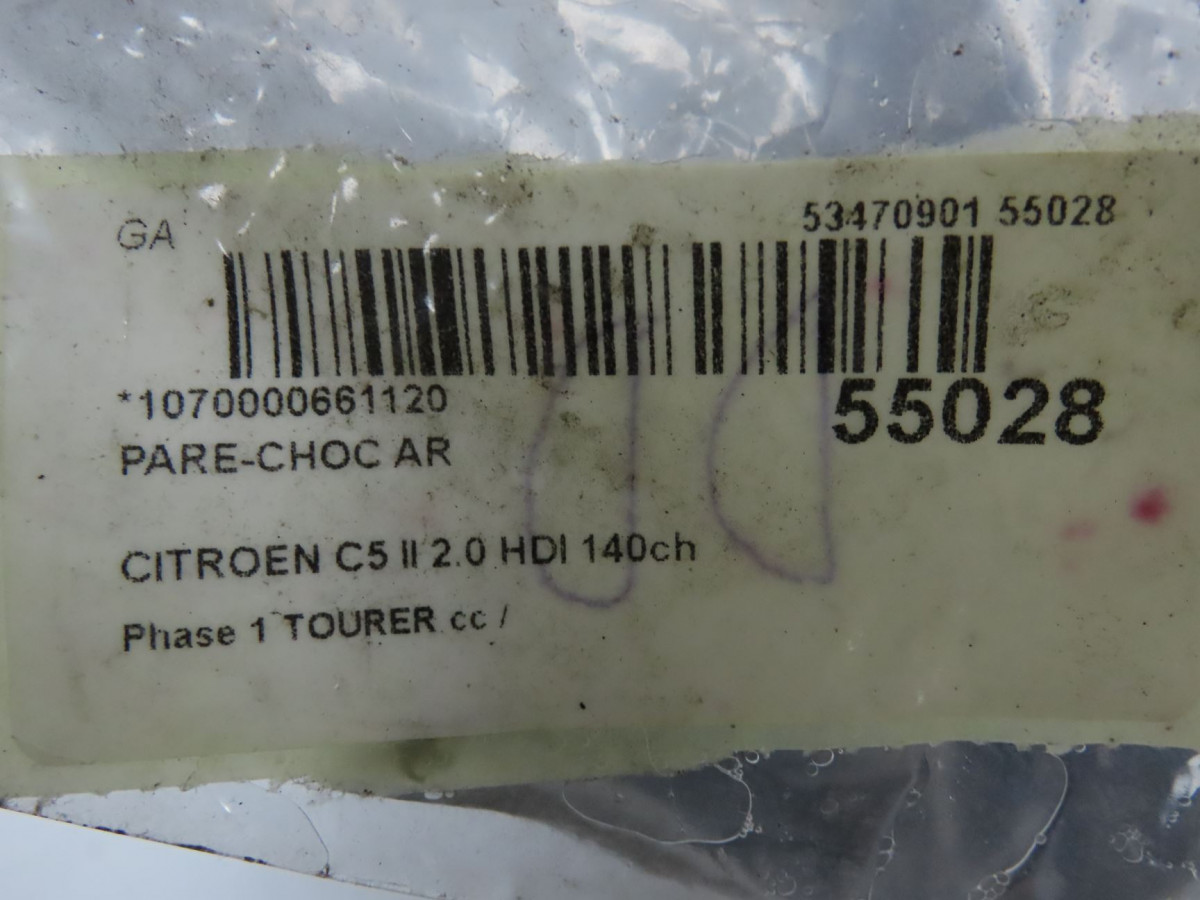 GA
53470901 55028
*1070000661120
55028
PARE-CHOC AR
CITROEN C5 II 2.0 HDI 140ch
Phase 1 TOURER cc /